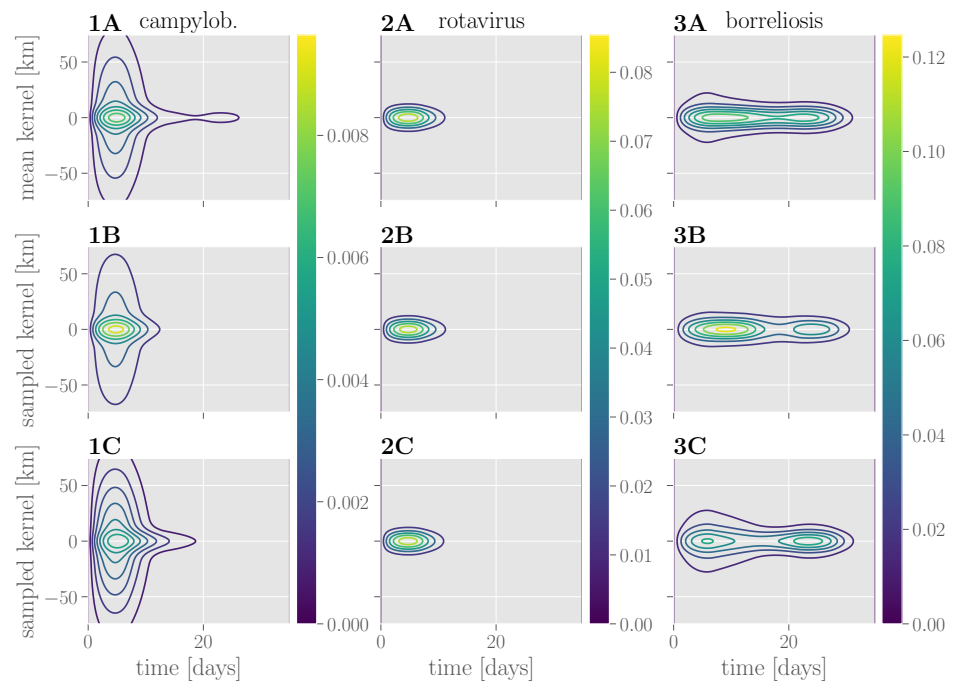 1A campylob.
2A rotavirus
3A borreliosis
mean kernel [km]
50
0
−50
0.008
0.006
0.004
0.002
0.000
0.08
0.07
0.06
0.05
0.04
0.03
0.02
0.01
0.00
0.12
0.10
0.08
0.06
0.04
0.02
0.00
1B
2B
3B
sampled kernel [km]
50
0
−50
1C
2C
3C
sampled kernel [km]
50
0
−50
0 20
0 20
0 20
time [days]
time [days]
time [days]